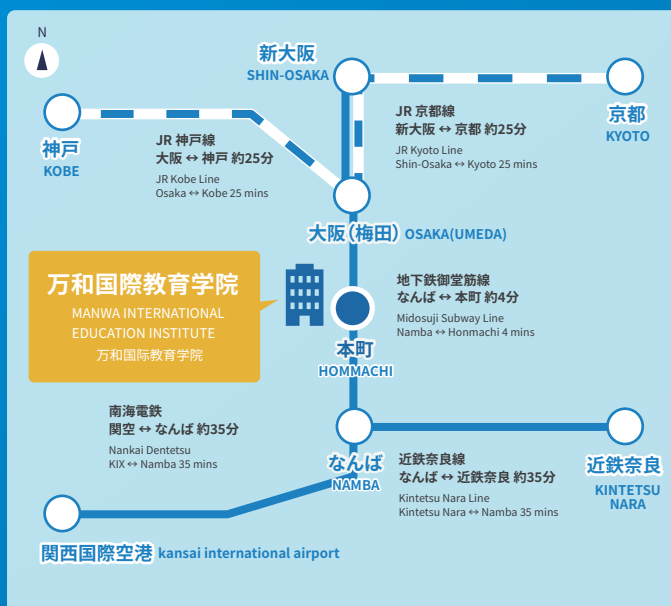 N
新大阪
SHIN-OSAKA
京都
KYOTO
神戸
KOBE
JR 神戸線
大阪 ↔ 神戸 約25分
JR Kobe Line
Osaka ↔ Kobe 25 mins
JR 京都線
新大阪 ↔ 京都 約25分
JR Kyoto Line
Shin-Osaka ↔ Kyoto 25 mins
大阪（梅田） OSAKA(UMEDA)
万和国際教育学院
MANWA INTERNATIONAL
EDUCATION INSTITUTE
万和国际教育学院
地下鉄御堂筋線
なんば ↔ 本町 約4分
Midosuji Subway Line
Namba ↔ Honmachi 4 mins
本町
HOMMACHI
南海電鉄
関空 ↔ なんば 約35分
Nankai Dentetsu
KIX ↔ Namba 35 mins
なんば
NAMBA
近鉄奈良線
なんば ↔ 近鉄奈良 約35分
Kintetsu Nara Line
Kintetsu Nara ↔ Namba 35 mins
近鉄奈良
KINTETSU
NARA
関西国際空港 kansai international airport